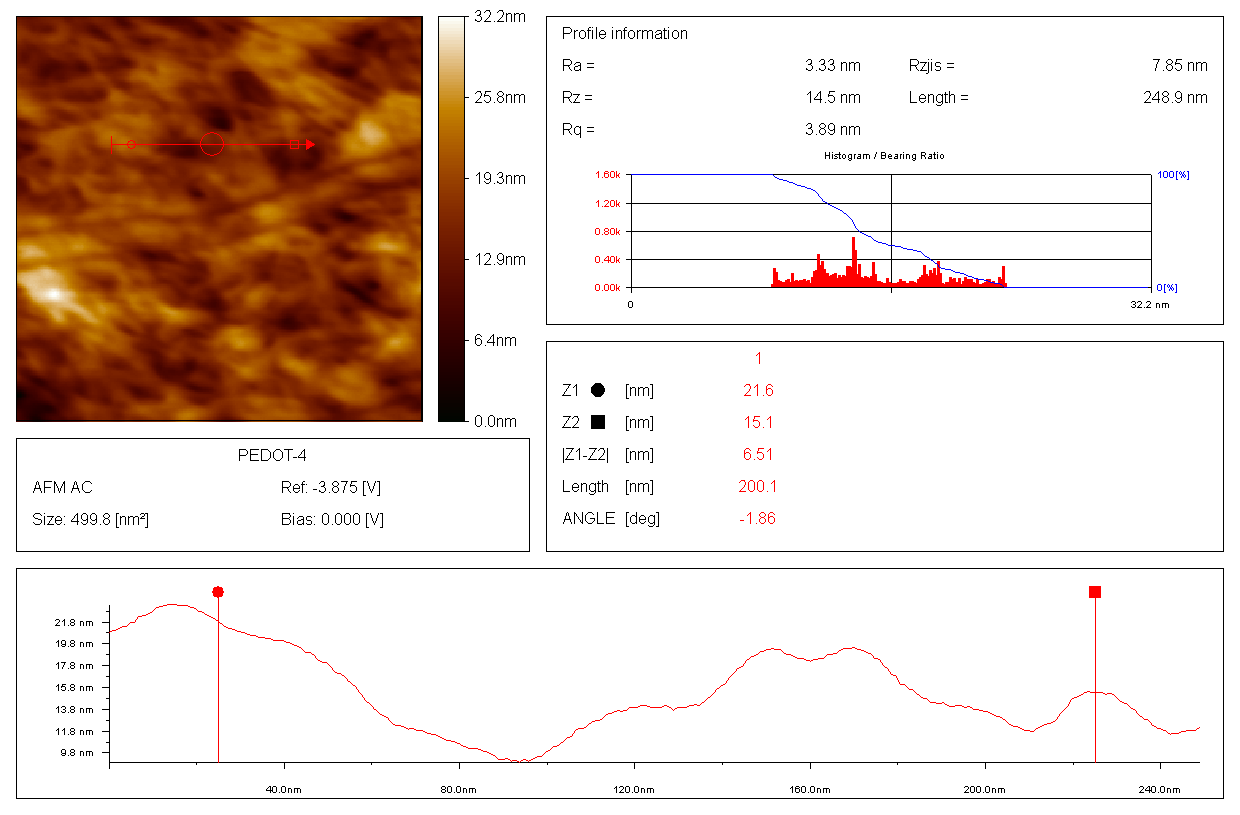 32.2nm
25.8nm
19.3nm
12.9nm
6.4nm
0.0nm
Profile information
Ra = 3.33 nm Rzjis = 7.85 nm
Rz = 14.5 nm Length = 248.9 nm
Rq = 3.89 nm
Histogram / Bearing Ratio
1.60k 100[%]
1.20k
0.80k
0.40k
0.00k 0[%]
0 32.2 nm
PEDOT-4
AFM AC Ref: -3.875 [V]
Size: 499.8 [nm²] Bias: 0.000 [V]
1
Z1 [nm] 21.6
Z2 [nm] 15.1
|Z1-Z2| [nm] 6.51
Length [nm] 200.1
ANGLE [deg] -1.86
21.8 nm
19.8 nm
17.8 nm
15.8 nm
13.8 nm
11.8 nm
9.8 nm
40.0nm 80.0nm 120.0nm 160.0nm 200.0nm 240.0nm